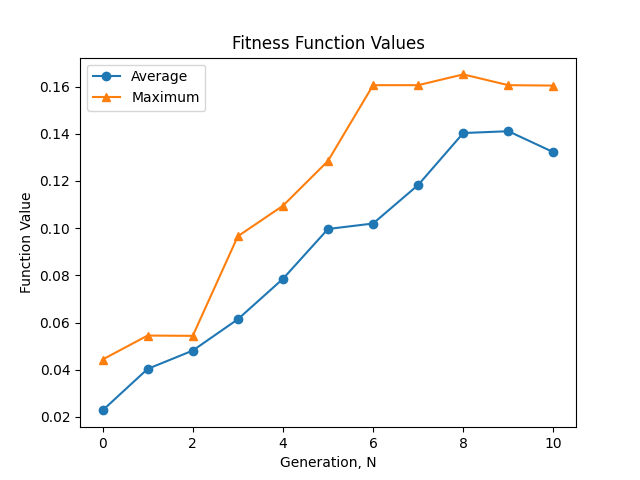 Fitness Function Values
Average
Maximum
Function Value
0.16
0.14
0.12
0.10
0.08
0.06
0.04
0.02
0 2 4 6 8 10
Generation, N